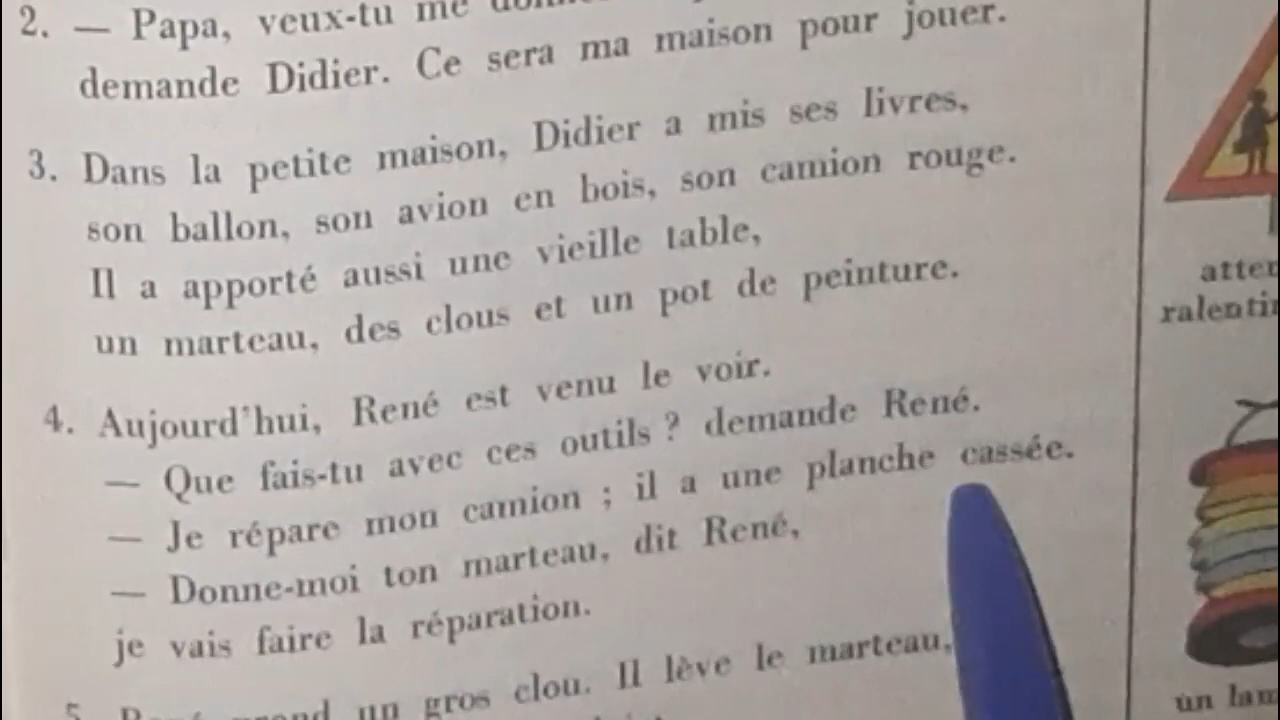 2. — Papa, veux-tu me
demande Didier. Ce sera ma maison pour jouer.
3. Dans la petite maison, Didier a mis ses livres,
son ballon, son avion en bois, son camion rouge.
Il a apporté aussi une vieille table,
un marteau, des clous et un pot de peinture.
4. Aujourd'hui, René est venu le voir.
— Que fais-tu avec ces outils ? demande René.
— Je répare mon camion ; il a une planche cassée.
— Donne-moi ton marteau, dit René,
je vais faire la réparation.
5. un gros clou. Il lève le marteau,
ralenti
un